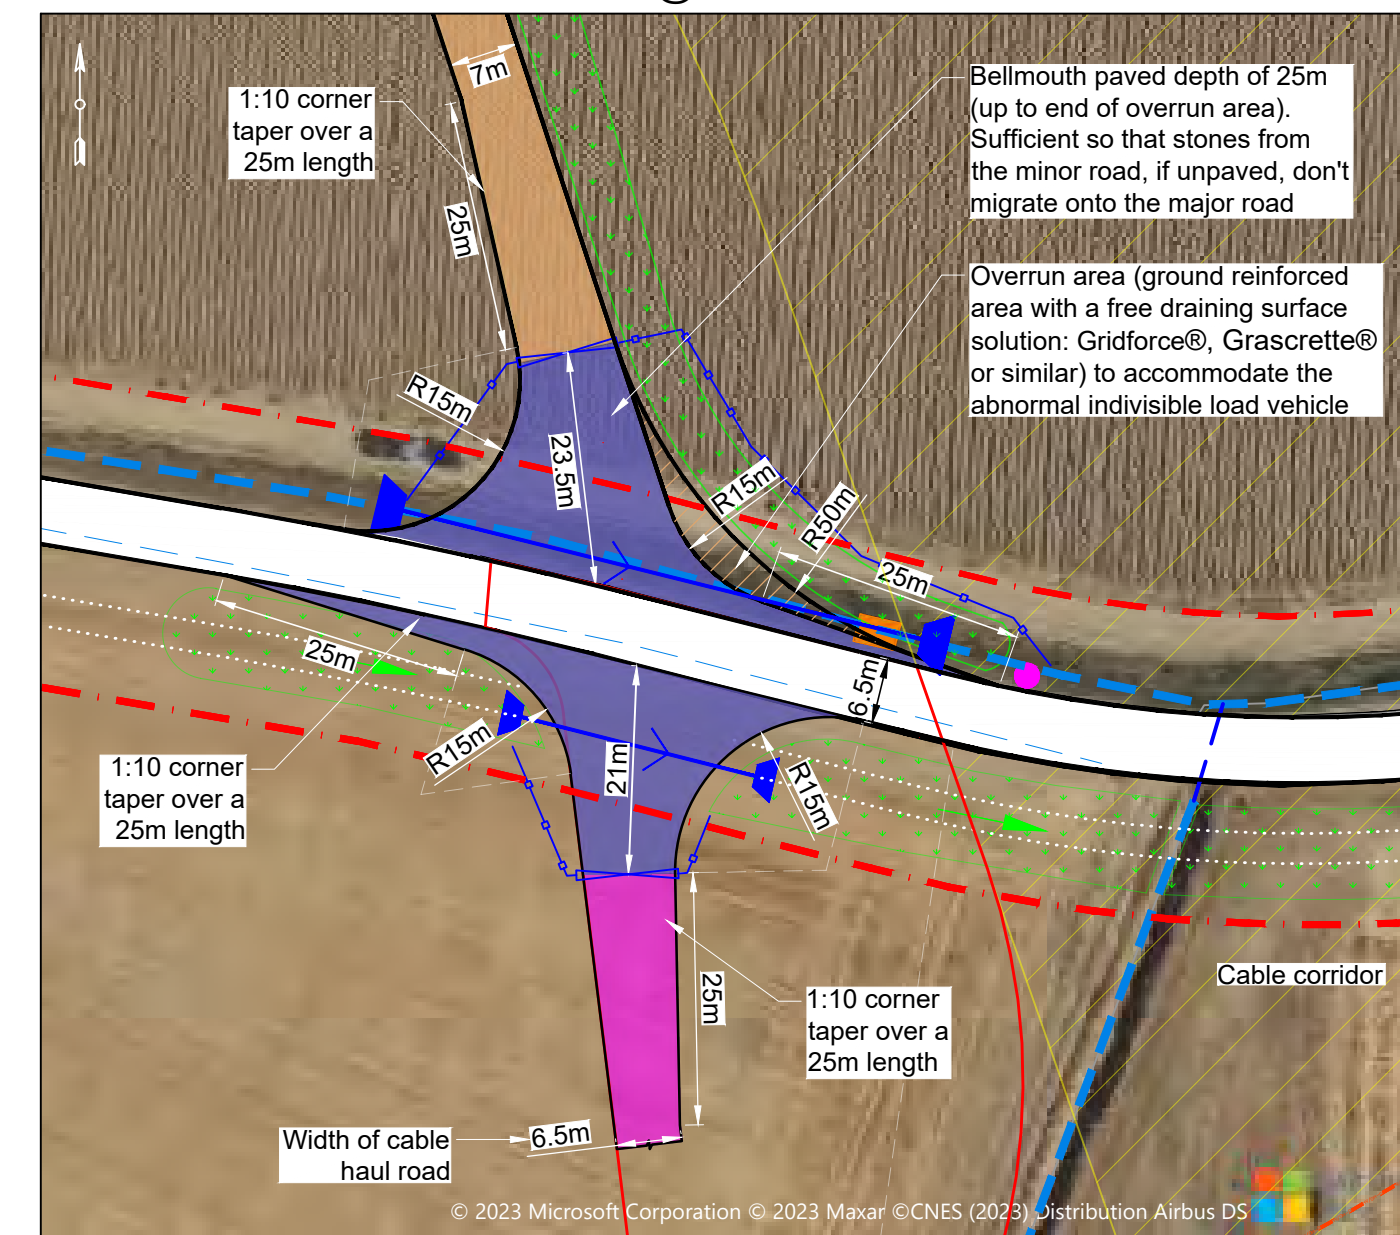 7m
1:10 corner
taper over a
25m length
25m
Bellmouth paved depth of 25m
(up to end of overrun area).
Sufficient so that stones from
the minor road, if unpaved, don't
migrate onto the major road
Overrun area (ground reinforced
area with a free draining surface
solution: Gridforce®, Grascrette®
or similar) to accommodate the
abnormal indivisible load vehicle
R15m
23.5m
R15m
R50m
25m
25m
6.5m
R15m
21m
R15m
1:10 corner
taper over a
25m length
25m
Cable corridor
1:10 corner
taper over a
25m length
Width of cable
haul road
6.5m
© 2023 Microsoft Corporation © 2023 Maxar ©CNES (2023) Distribution Airbus DS